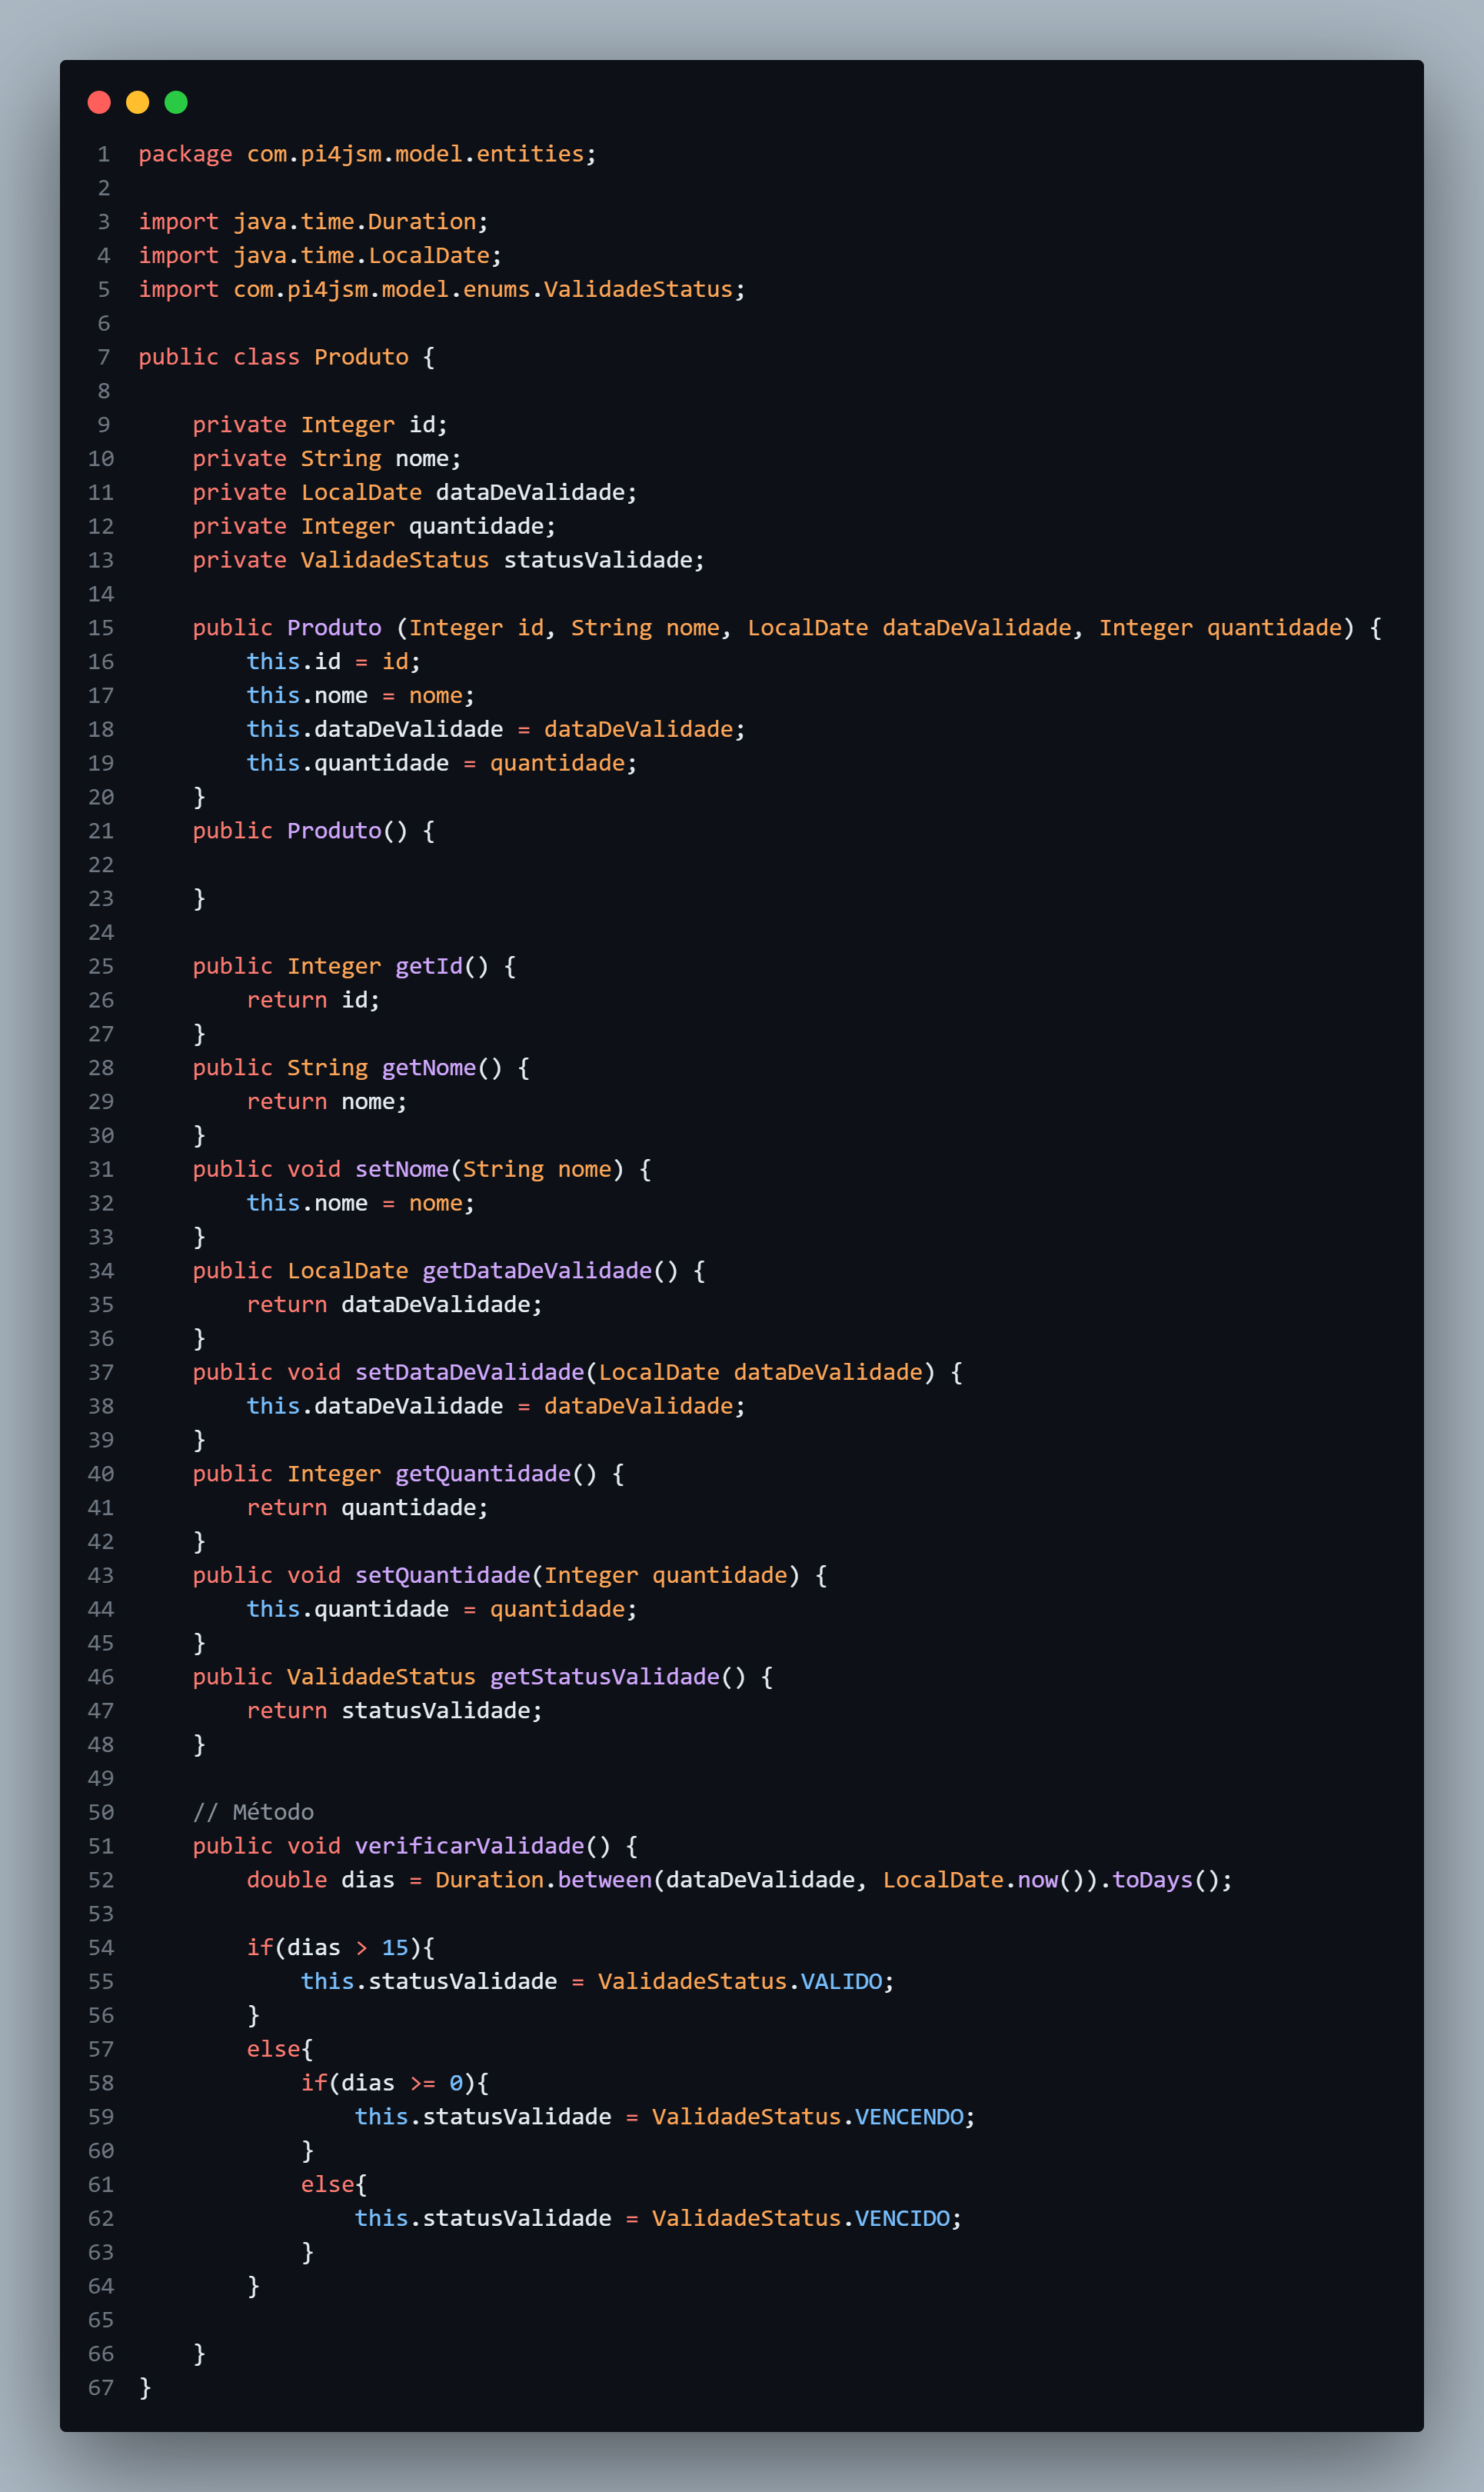 1 package com.pi4jsm.model.entities;
2
3 import java.time.Duration;
4 import java.time.LocalDate;
5 import com.pi4jsm.model.enums.ValidadeStatus;
6
7 public class Produto {
8
9     private Integer id;
10     private String nome;
11     private LocalDate dataDeValidade;
12     private Integer quantidade;
13     private ValidadeStatus statusValidade;
14
15     public Produto (Integer id, String nome, LocalDate dataDeValidade, Integer quantidade) {
16         this.id = id;
17         this.nome = nome;
18         this.dataDeValidade = dataDeValidade;
19         this.quantidade = quantidade;
20     }
21     public Produto() {
22
23     }
24
25     public Integer getId() {
26         return id;
27     }
28     public String getNome() {
29         return nome;
30     }
31     public void setNome(String nome) {
32         this.nome = nome;
33     }
34     public LocalDate getDataDeValidade() {
35         return dataDeValidade;
36     }
37     public void setDataDeValidade(LocalDate dataDeValidade) {
38         this.dataDeValidade = dataDeValidade;
39     }
40     public Integer getQuantidade() {
41         return quantidade;
42     }
43     public void setQuantidade(Integer quantidade) {
44         this.quantidade = quantidade;
45     }
46     public ValidadeStatus getStatusValidade() {
47         return statusValidade;
48     }
49
50     // Método
51     public void verificarValidade() {
52         double dias = Duration.between(dataDeValidade, LocalDate.now()).toDays();
53
54         if(dias > 15){
55             this.statusValidade = ValidadeStatus.VALIDO;
56         }
57         else{
58             if(dias >= 0){
59                 this.statusValidade = ValidadeStatus.VENCENDO;
60             }
61             else{
62                 this.statusValidade = ValidadeStatus.VENCIDO;
63             }
64         }
65
66     }
67 }